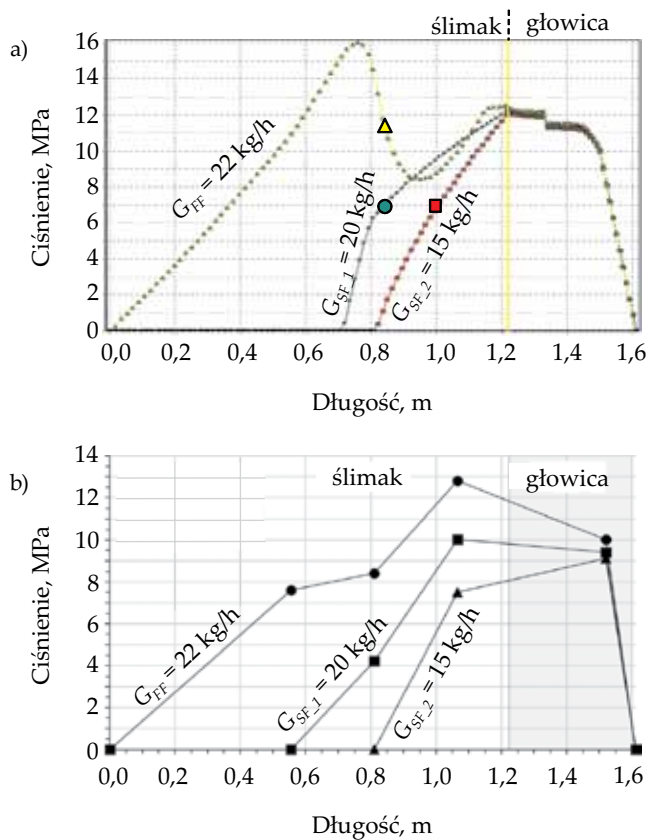 a)
ślimak głowica
Ciśnienie, MPa
16
14
12
10
8
6
4
2
0
G_FF = 22 kg/h
G_SF_1 = 20 kg/h
G_SF_2 = 15 kg/h
0,0 0,2 0,4 0,6 0,8 1,0 1,2 1,4 1,6
Długość, m
b)
ślimak głowica
Ciśnienie, MPa
14
12
10
8
6
4
2
0
G_FF = 22 kg/h
G_SF_1 = 20 kg/h
G_SF_2 = 15 kg/h
0,0 0,2 0,4 0,6 0,8 1,0 1,2 1,4 1,6
Długość, m